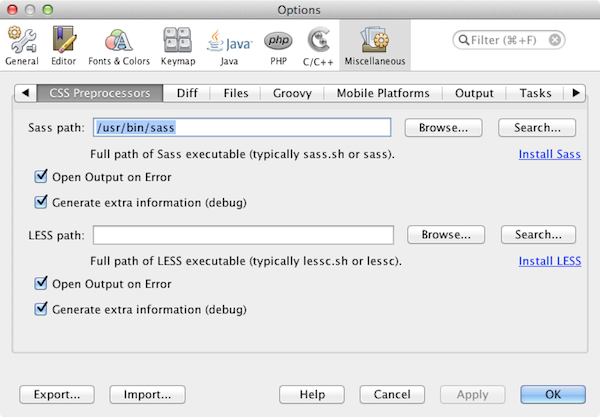 Options
General Editor Fonts & Colors Keymap Java Java PHP php C/C++ Miscellaneous Filter (⌘+F)
CSS Preprocessors Diff Files Groovy Mobile Platforms Output Tasks
Sass path: /usr/bin/sass Browse... Search...
Full path of Sass executable (typically sass.sh or sass). Install Sass
Open Output on Error
Generate extra information (debug)
LESS path: Browse... Search...
Full path of LESS executable (typically lessc.sh or lessc). Install LESS
Open Output on Error
Generate extra information (debug)
Export... Import... Help Cancel Apply OK